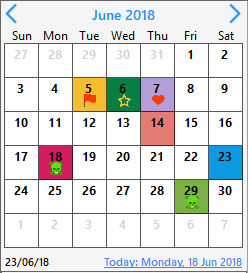 June 2018
Sun Mon Tue Wed Thu Fri Sat
27 28 29 30 31 1 2
3 4 5 6 7 8 9
10 11 12 13 14 15 16
17 18 19 20 21 22 23
24 25 26 27 28 29 30
1 2 3 4 5 6 7
23/06/18 Today: Monday, 18 Jun 2018